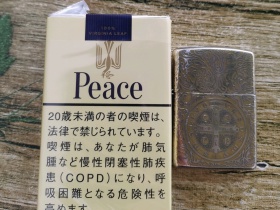 Peace
20歳未満の者の喫煙は、
法律で禁じられています。
喫煙は、あなたが肺気
腫など慢性閉塞性肺疾
患(COPD)になり、呼
吸困難となる危険性を
高めます。